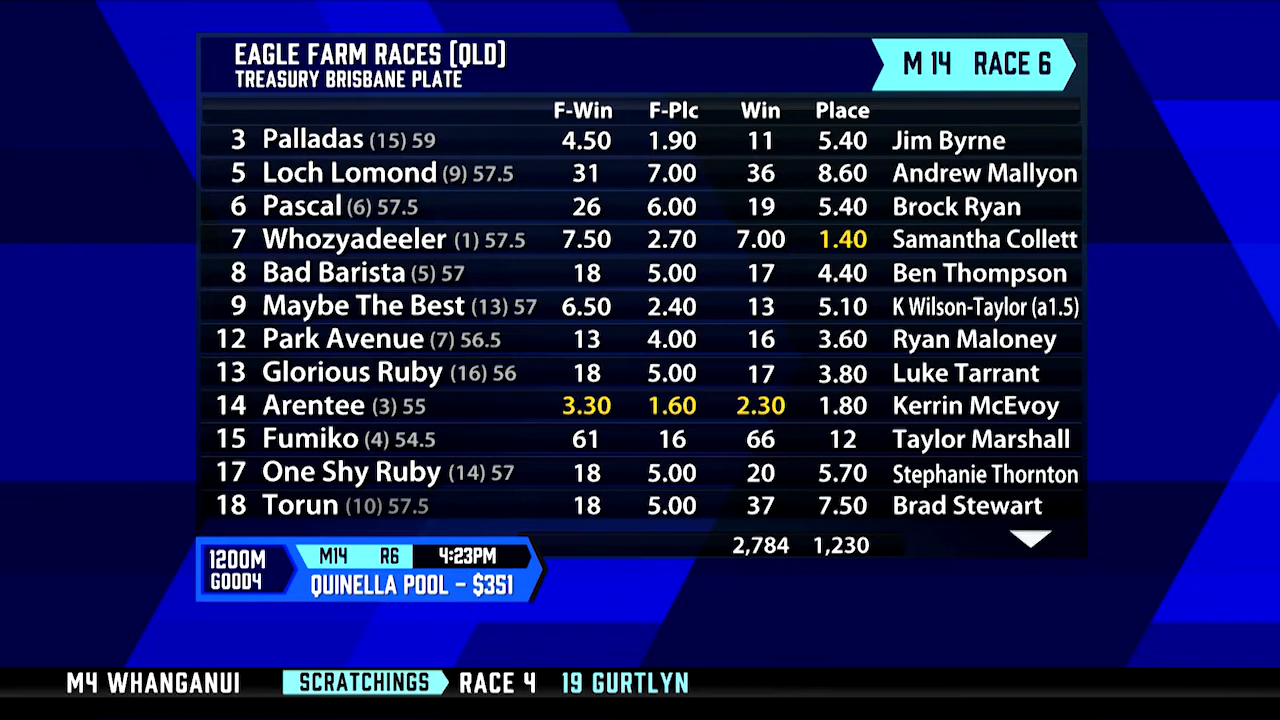 EAGLE FARM RACES (QLD)
TREASURY BRISBANE PLATE
M 14 RACE 6
F-Win F-Plc Win Place
3 Palladas (15) 59 4.50 1.90 11 5.40 Jim Byrne
5 Loch Lomond (9) 57.5 31 7.00 36 8.60 Andrew Mallyon
6 Pascal (6) 57.5 26 6.00 19 5.40 Brock Ryan
7 Whozyadeeler (1) 57.5 7.50 2.70 7.00 1.40 Samantha Collett
8 Bad Barista (5) 57 18 5.00 17 4.40 Ben Thompson
9 Maybe The Best (13) 57 6.50 2.40 13 5.10 K Wilson-Taylor (a1.5)
12 Park Avenue (7) 56.5 13 4.00 16 3.60 Ryan Maloney
13 Glorious Ruby (16) 56 18 5.00 17 3.80 Luke Tarrant
14 Arentee (3) 55 3.30 1.60 2.30 1.80 Kerrin McEvoy
15 Fumiko (4) 54.5 61 16 66 12 Taylor Marshall
17 One Shy Ruby (14) 57 18 5.00 20 5.70 Stephanie Thornton
18 Torun (10) 57.5 18 5.00 37 7.50 Brad Stewart
2,784 1,230
1200M
GOOD4
M14 R6 4:23PM
QUINELLA POOL - $351
M4 WHANGANUI SCRATCHINGS RACE 4 19 GURTLYN